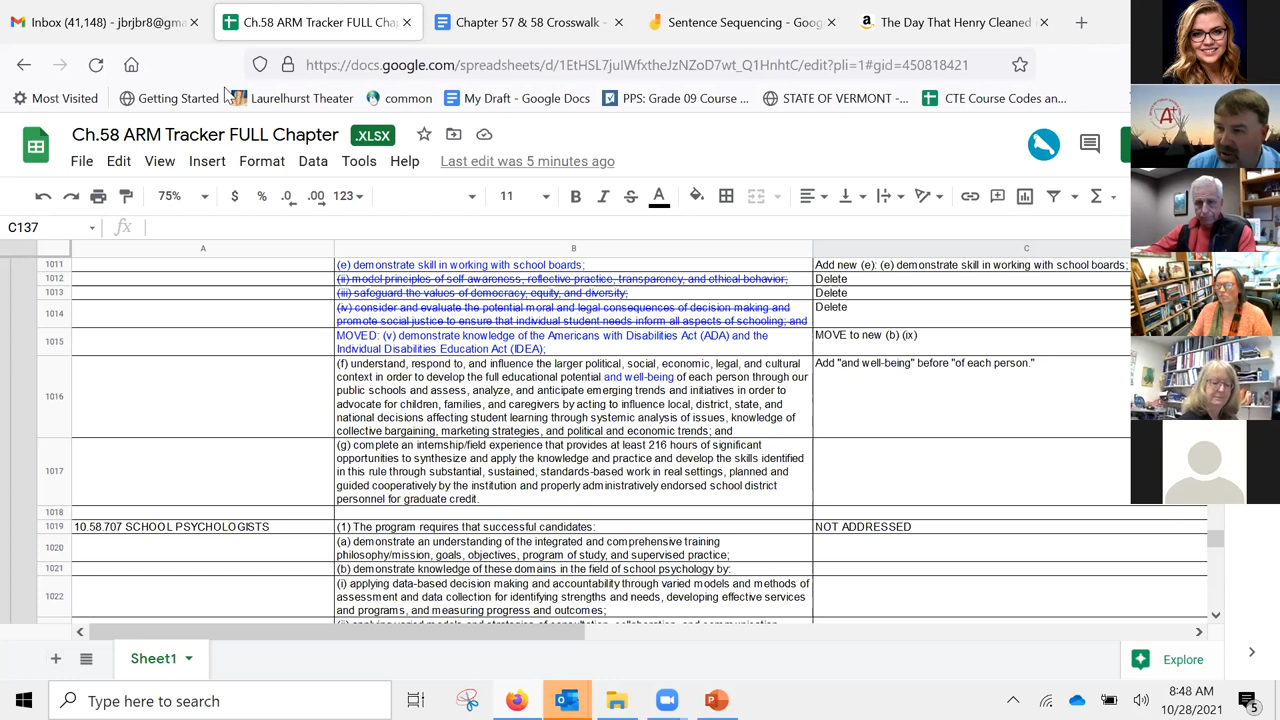 Inbox (41,148) - jbrjbr8@gma
Ch.58 ARM Tracker FULL Cha
Chapter 57 & 58 Crosswalk -
Sentence Sequencing -
The Day That Henry Cleaned
https://docs.google.com/spreadsheets/d/1EtHSL7juIWfxtheJzNZoD7wt_Q1HnhtC/edit?pli=1#gid=450818421
Most Visited
Getting Started
Laurelhurst Theater
common
My Draft - Google Docs
PPS: Grade 09 Course ...
STATE OF VERMONT -...
CTE Course Codes an...
Ch.58 ARM Tracker FULL Chapter
.XLSX
File Edit View Insert Format Data Tools Help
Last edit was 5 minutes ago
75%
$ % .0 .00 123
11
B I S A
C137
fx
A B C
1011
(e) demonstrate skill in working with school boards;
Add new (e): (e) demonstrate skill in working with school boards;
1012
(ii) model principles of self-awareness, reflective practice, transparency, and ethical behavior;
Delete
1013
(iii) safeguard the values of democracy, equity, and diversity;
Delete
1014
(iv) consider and evaluate the potential moral and legal consequences of decision making and
promote social justice to ensure that individual student needs inform all aspects of schooling; and
Delete
1015
MOVED: (v) demonstrate knowledge of the Americans with Disabilities Act (ADA) and the
Individual Disabilities Education Act (IDEA);
MOVE to new (b) (ix)
1016
(f) understand, respond to, and influence the larger political, social, economic, legal, and cultural
context in order to develop the full educational potential and well-being of each person through our
public schools and assess, analyze, and anticipate emerging trends and initiatives in order to
advocate for children, families, and caregivers by acting to influence local, district, state, and
national decisions affecting student learning through systematic analysis of issues, knowledge of
collective bargaining, marketing strategies, and political and economic trends; and
Add "and well-being" before "of each person."
1017
(g) complete an internship/field experience that provides at least 216 hours of significant
opportunities to synthesize and apply the knowledge and practice and develop the skills identified
in this rule through substantial, sustained, standards-based work in real settings, planned and
guided cooperatively by the institution and properly administratively endorsed school district
personnel for graduate credit.
1018
1019
10.58.707 SCHOOL PSYCHOLOGISTS
(1) The program requires that successful candidates:
NOT ADDRESSED
1020
(a) demonstrate an understanding of the integrated and comprehensive training
philosophy/mission, goals, objectives, program of study, and supervised practice;
1021
(b) demonstrate knowledge of these domains in the field of school psychology by:
1022
(i) applying data-based decision making and accountability through varied models and methods of
assessment and data collection for identifying strengths and needs, developing effective services
and programs, and measuring progress and outcomes;
(ii) applying varied models and strategies of consultation, collaboration, and communication
Sheet1
Explore
Type here to search
8:48 AM
10/28/2021
5